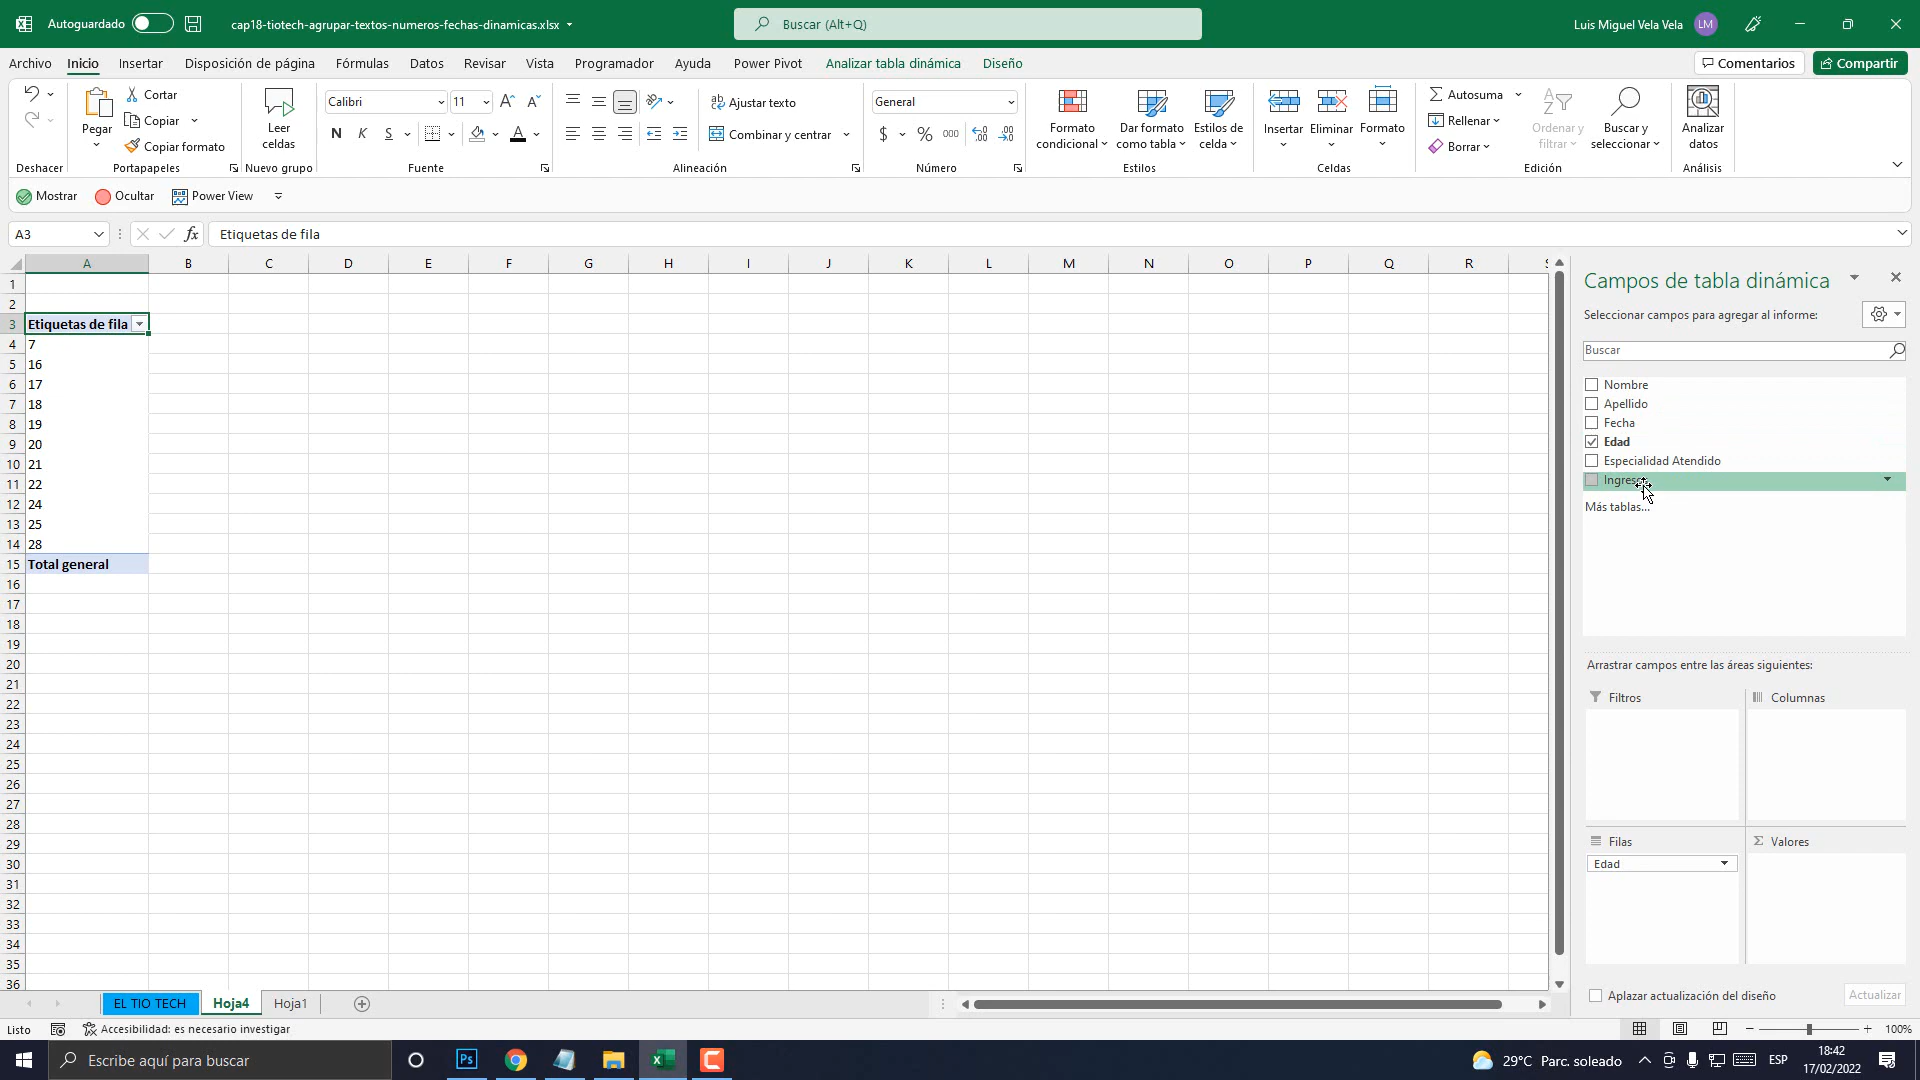 Autoguardado
cap18-tiotech-agrupar-textos-numeros-fechas-dinamicas.xlsx
Buscar (Alt+Q)
Luis Miguel Vela Vela LM
Archivo Inicio Insertar Disposición de página Fórmulas Datos Revisar Vista Programador Ayuda Power Pivot Analizar tabla dinámica Diseño Comentarios Compartir
Pegar Cortar Copiar Copiar formato
Leer celdas
Calibri 11
N K S
Ajustar texto
Combinar y centrar
General
$ % 000
Formato condicional Dar formato como tabla Estilos de celda
Insertar Eliminar Formato
Autosuma
Rellenar
Borrar
Ordenar y filtrar Buscar y seleccionar
Analizar datos
Deshacer Portapapeles Nuevo grupo Fuente Alineación Número Estilos Celdas Edición Análisis
Mostrar Ocultar Power View
A3 fx Etiquetas de fila
A B C D E F G H I J K L M N O P Q R
1
2
3 Etiquetas de fila
4 7
5 16
6 17
7 18
8 19
9 20
10 21
11 22
12 24
13 25
14 28
15 Total general
16
17
18
19
20
21
22
23
24
25
26
27
28
29
30
31
32
33
34
35
36
Campos de tabla dinámica
Seleccionar campos para agregar al informe:
Buscar
Nombre
Apellido
Fecha
Edad
Especialidad Atendido
Más tablas...
Arrastrar campos entre las áreas siguientes:
Filtros Columnas
Filas Σ Valores
Edad
Aplazar actualización del diseño Actualizar
EL TIO TECH Hoja4 Hoja1
Listo Accesibilidad: es necesario investigar 100%
Escribe aquí para buscar
Ps
29°C Parc. soleado
ESP
18:42
17/02/2022